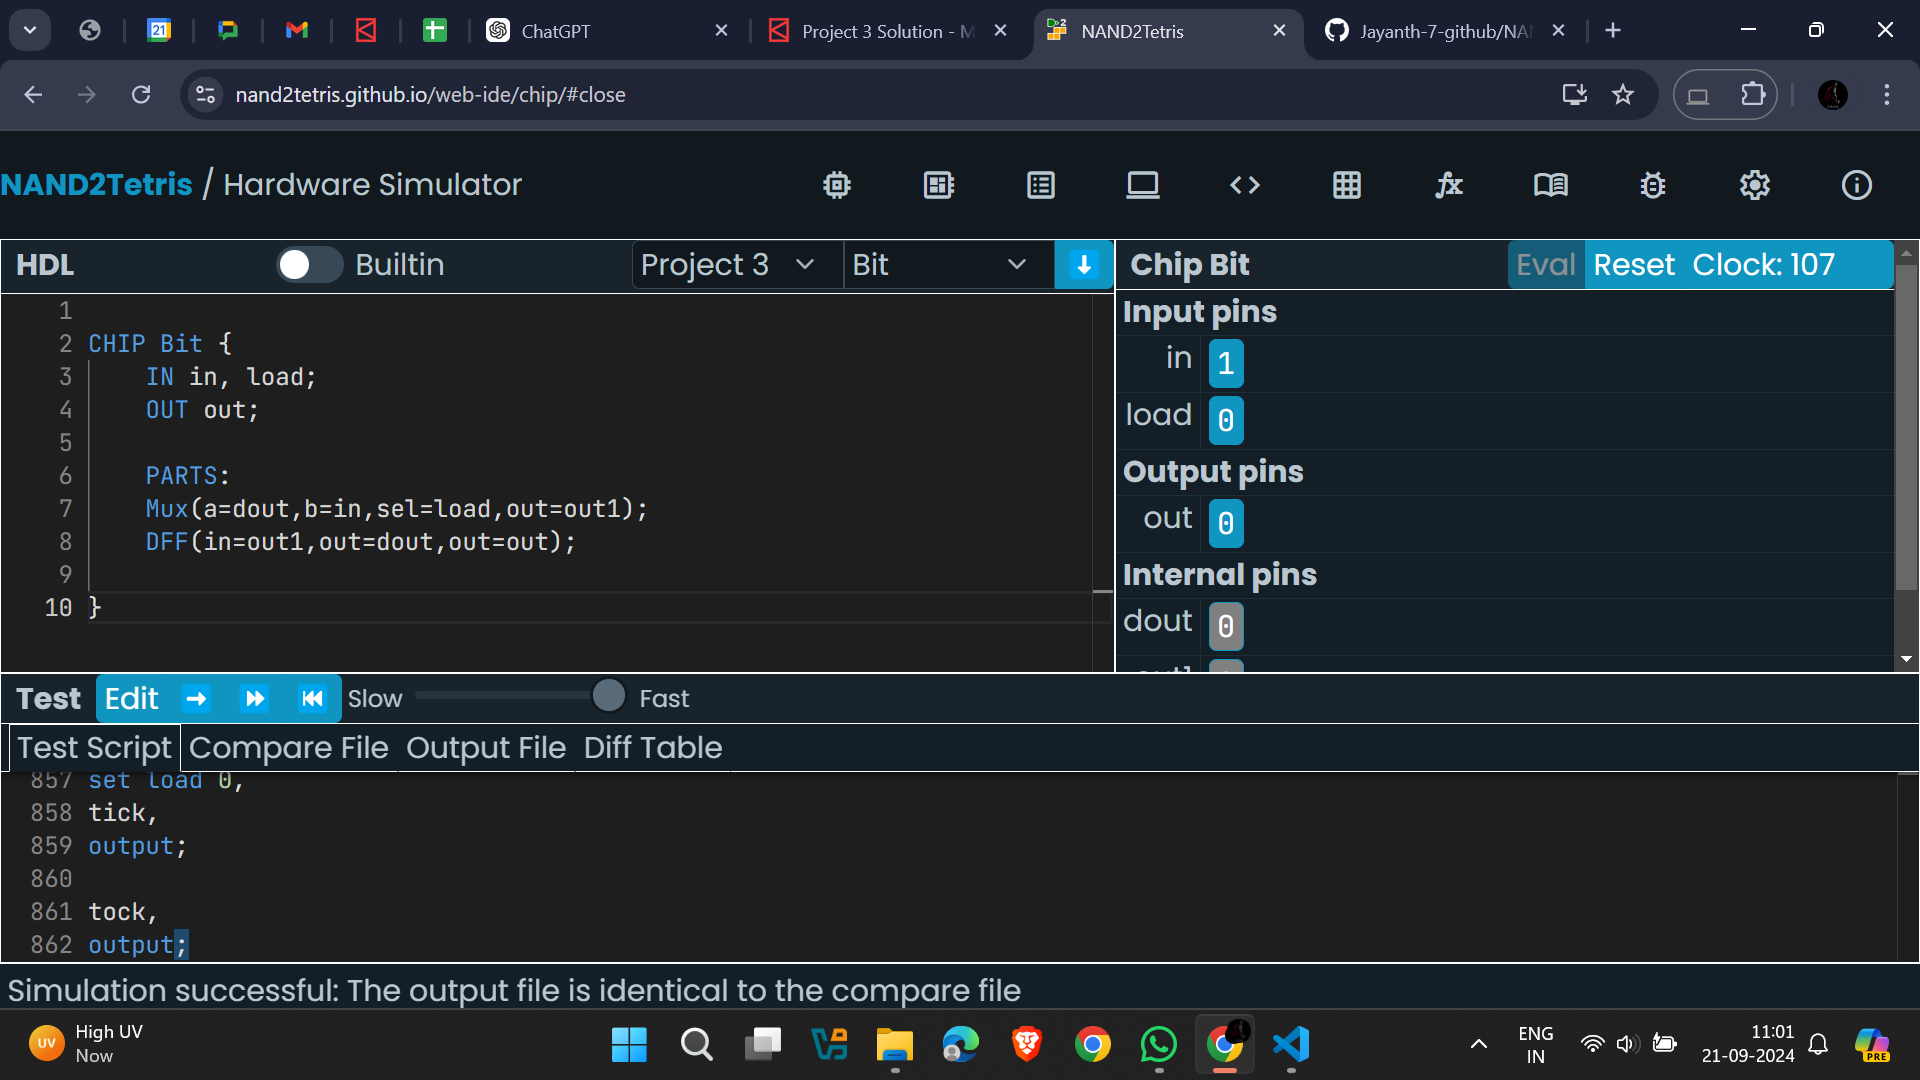 21
ChatGPT
Project 3 Solution - M
NAND2Tetris
Jayanth-7-github/NAN
nand2tetris.github.io/web-ide/chip/#close
NAND2Tetris / Hardware Simulator
HDL
Builtin
Project 3
Bit
Chip Bit
Eval
Reset
Clock: 107
1
2 CHIP Bit {
3 IN in, load;
4 OUT out;
5
6 PARTS:
7 Mux(a=dout,b=in,sel=load,out=out1);
8 DFF(in=out1,out=dout,out=out);
9
10 }
Input pins
in 1
load 0
Output pins
out 0
Internal pins
dout 0
Test
Edit
Slow
Fast
Test Script
Compare File
Output File
Diff Table
857 set load 0,
858 tick,
859 output;
860
861 tock,
862 output;
Simulation successful: The output file is identical to the compare file
UV
High UV
Now
ENG
IN
11:01
21-09-2024
PRE